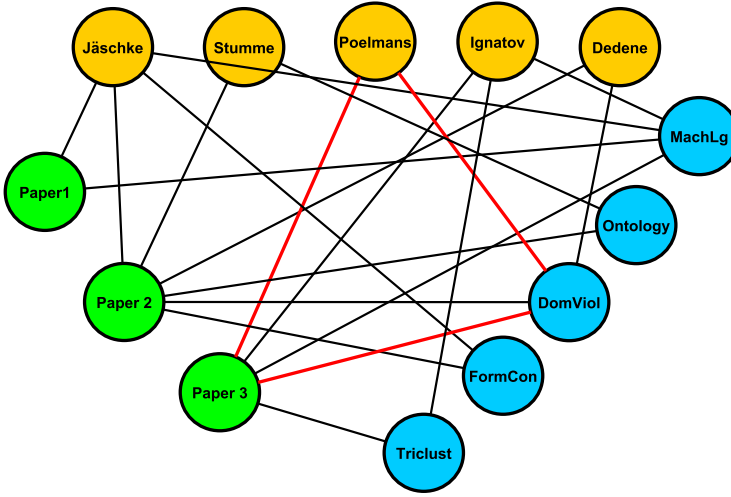 Jäschke
Stumme
Poelmans
Ignatov
Dedene
MachLg
Paper1
Ontology
Paper 2
DomViol
FormCon
Paper 3
Triclust